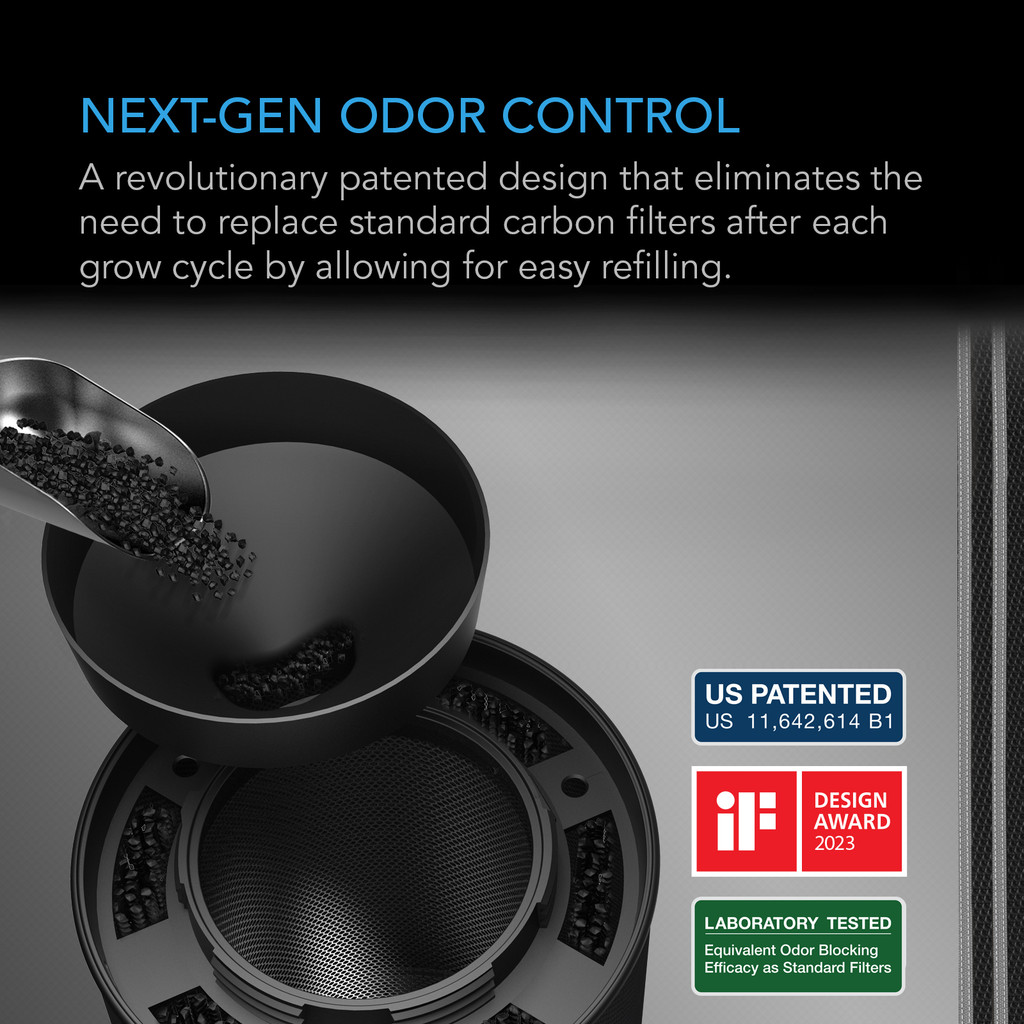 NEXT-GEN ODOR CONTROL
A revolutionary patented design that eliminates the
need to replace standard carbon filters after each
grow cycle by allowing for easy refilling.
US PATENTED
US 11,642,614 B1
iF
DESIGN
AWARD
2023
LABORATORY TESTED
Equivalent Odor Blocking
Efficacy as Standard Filters